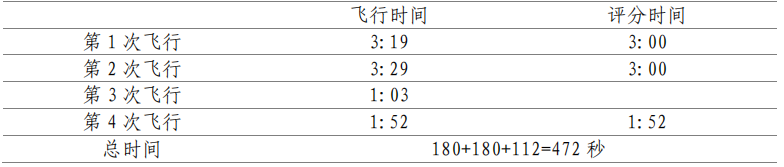 飞行时间 评分时间
第1次飞行 3:19 3:00
第2次飞行 3:29 3:00
第3次飞行 1:03
第4次飞行 1:52 1:52
总时间 180+180+112=472 秒